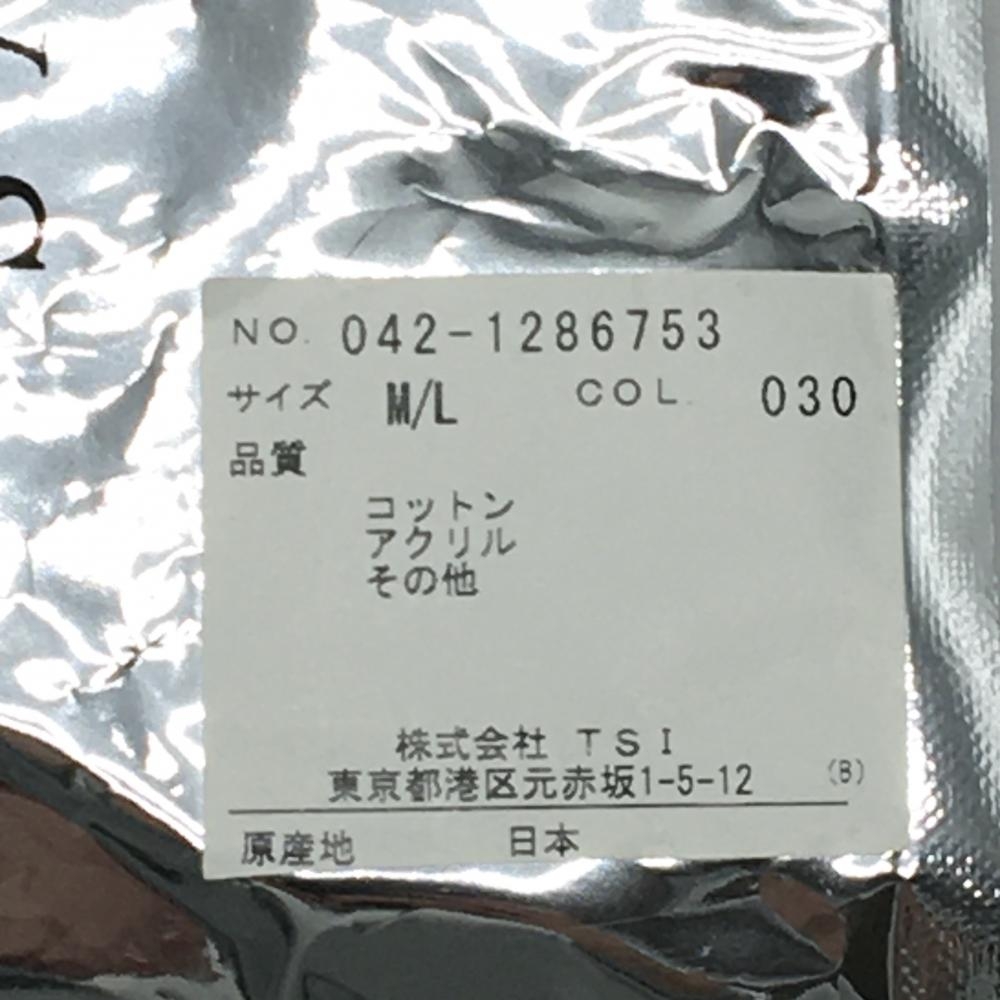 NO. 042-1286753
サイズ M/L COL. 030
品質
コットン
アクリル
その他
株式会社 TSI
東京都港区元赤坂1-5-12 (B)
原産地 日本